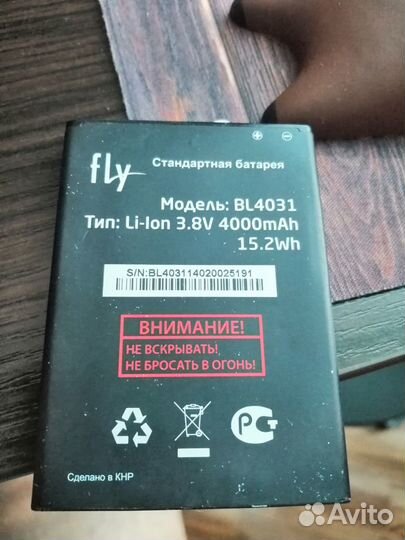 fly
Стандартная батарея
Модель: BL4031
Тип: Li-Ion 3.8V 4000mAh
15.2Wh
S/N:BL403114020025191
ВНИМАНИЕ!
НЕ ВСКРЫВАТЬ!
НЕ БРОСАТЬ В ОГОНЬ!
Сделано в КНР
Avito